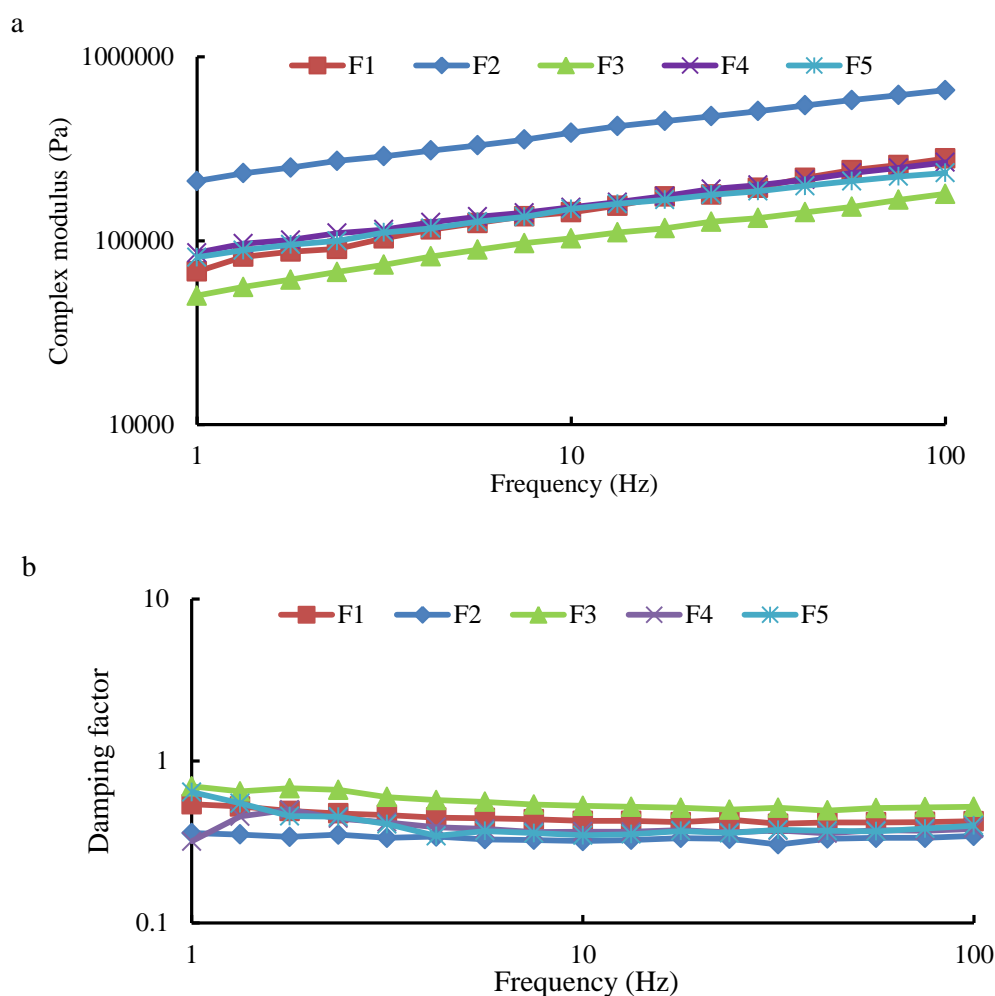 a
1000000
F1 F2 F3 F4 F5
100000
Complex modulus (Pa)
10000
1 10 100
Frequency (Hz)
b
10
F1 F2 F3 F4 F5
Damping factor
1
0.1
1 10 100
Frequency (Hz)